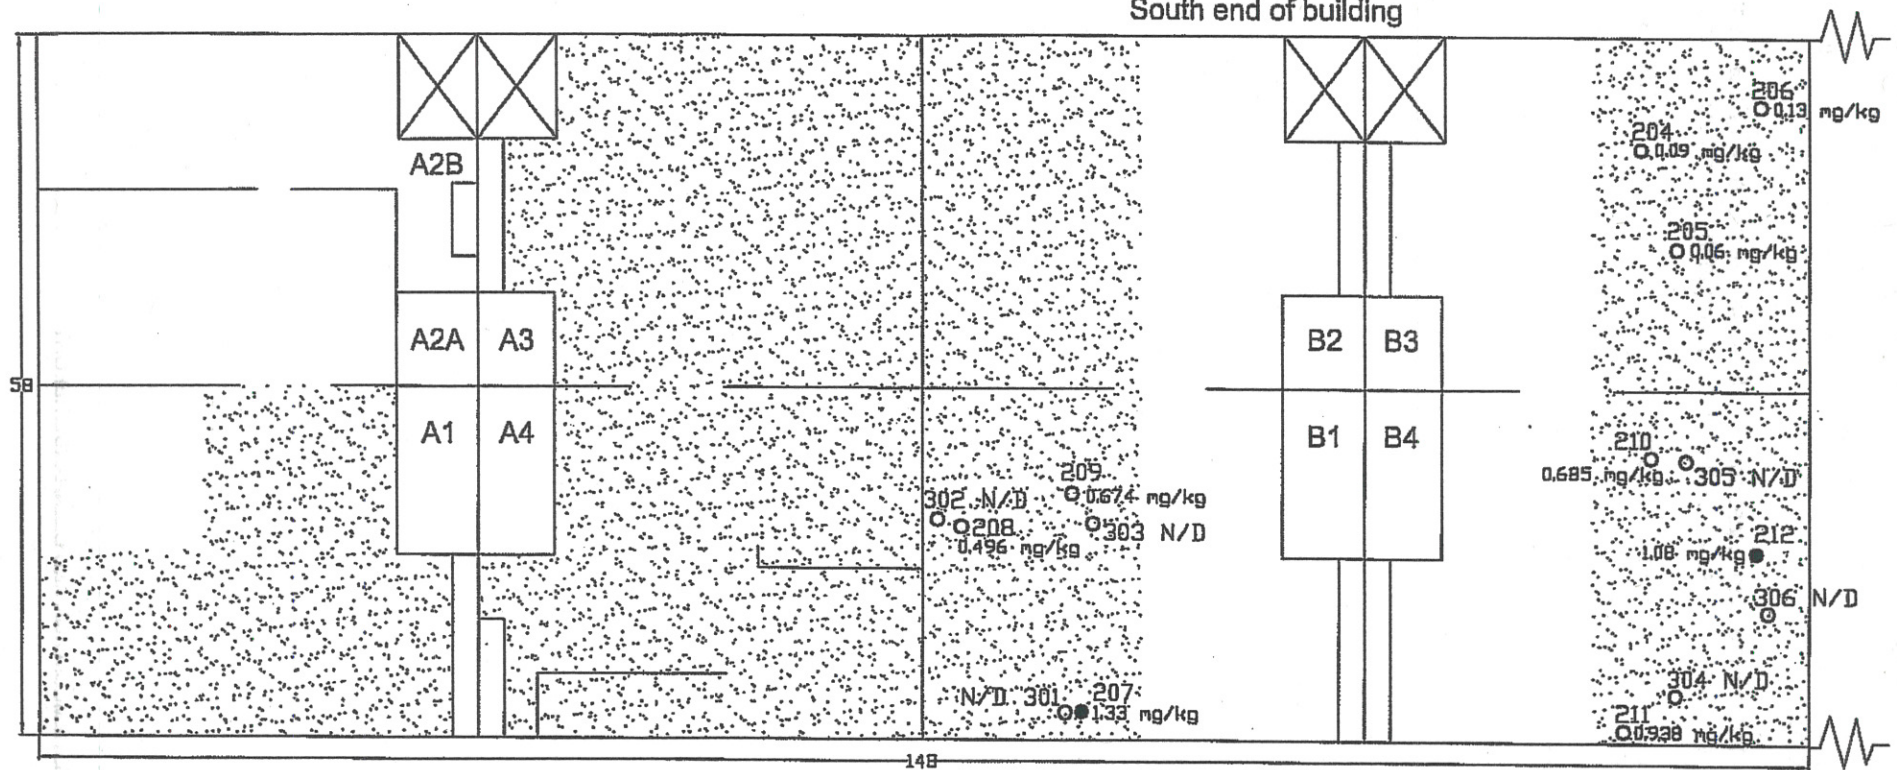 South end of building
206
0.13 mg/kg
204
0.09 mg/kg
A2B
205
0.06 mg/kg
A2A A3
B2 B3
58
A1 A4
B1 B4
210
0.685 mg/kg
305 N/D
209
0.674 mg/kg
302 N/D
208
0.496 mg/kg
303 N/D
212
1.08 mg/kg
306 N/D
304 N/D
N/D 301
207
1.33 mg/kg
211
0.938 mg/kg
148